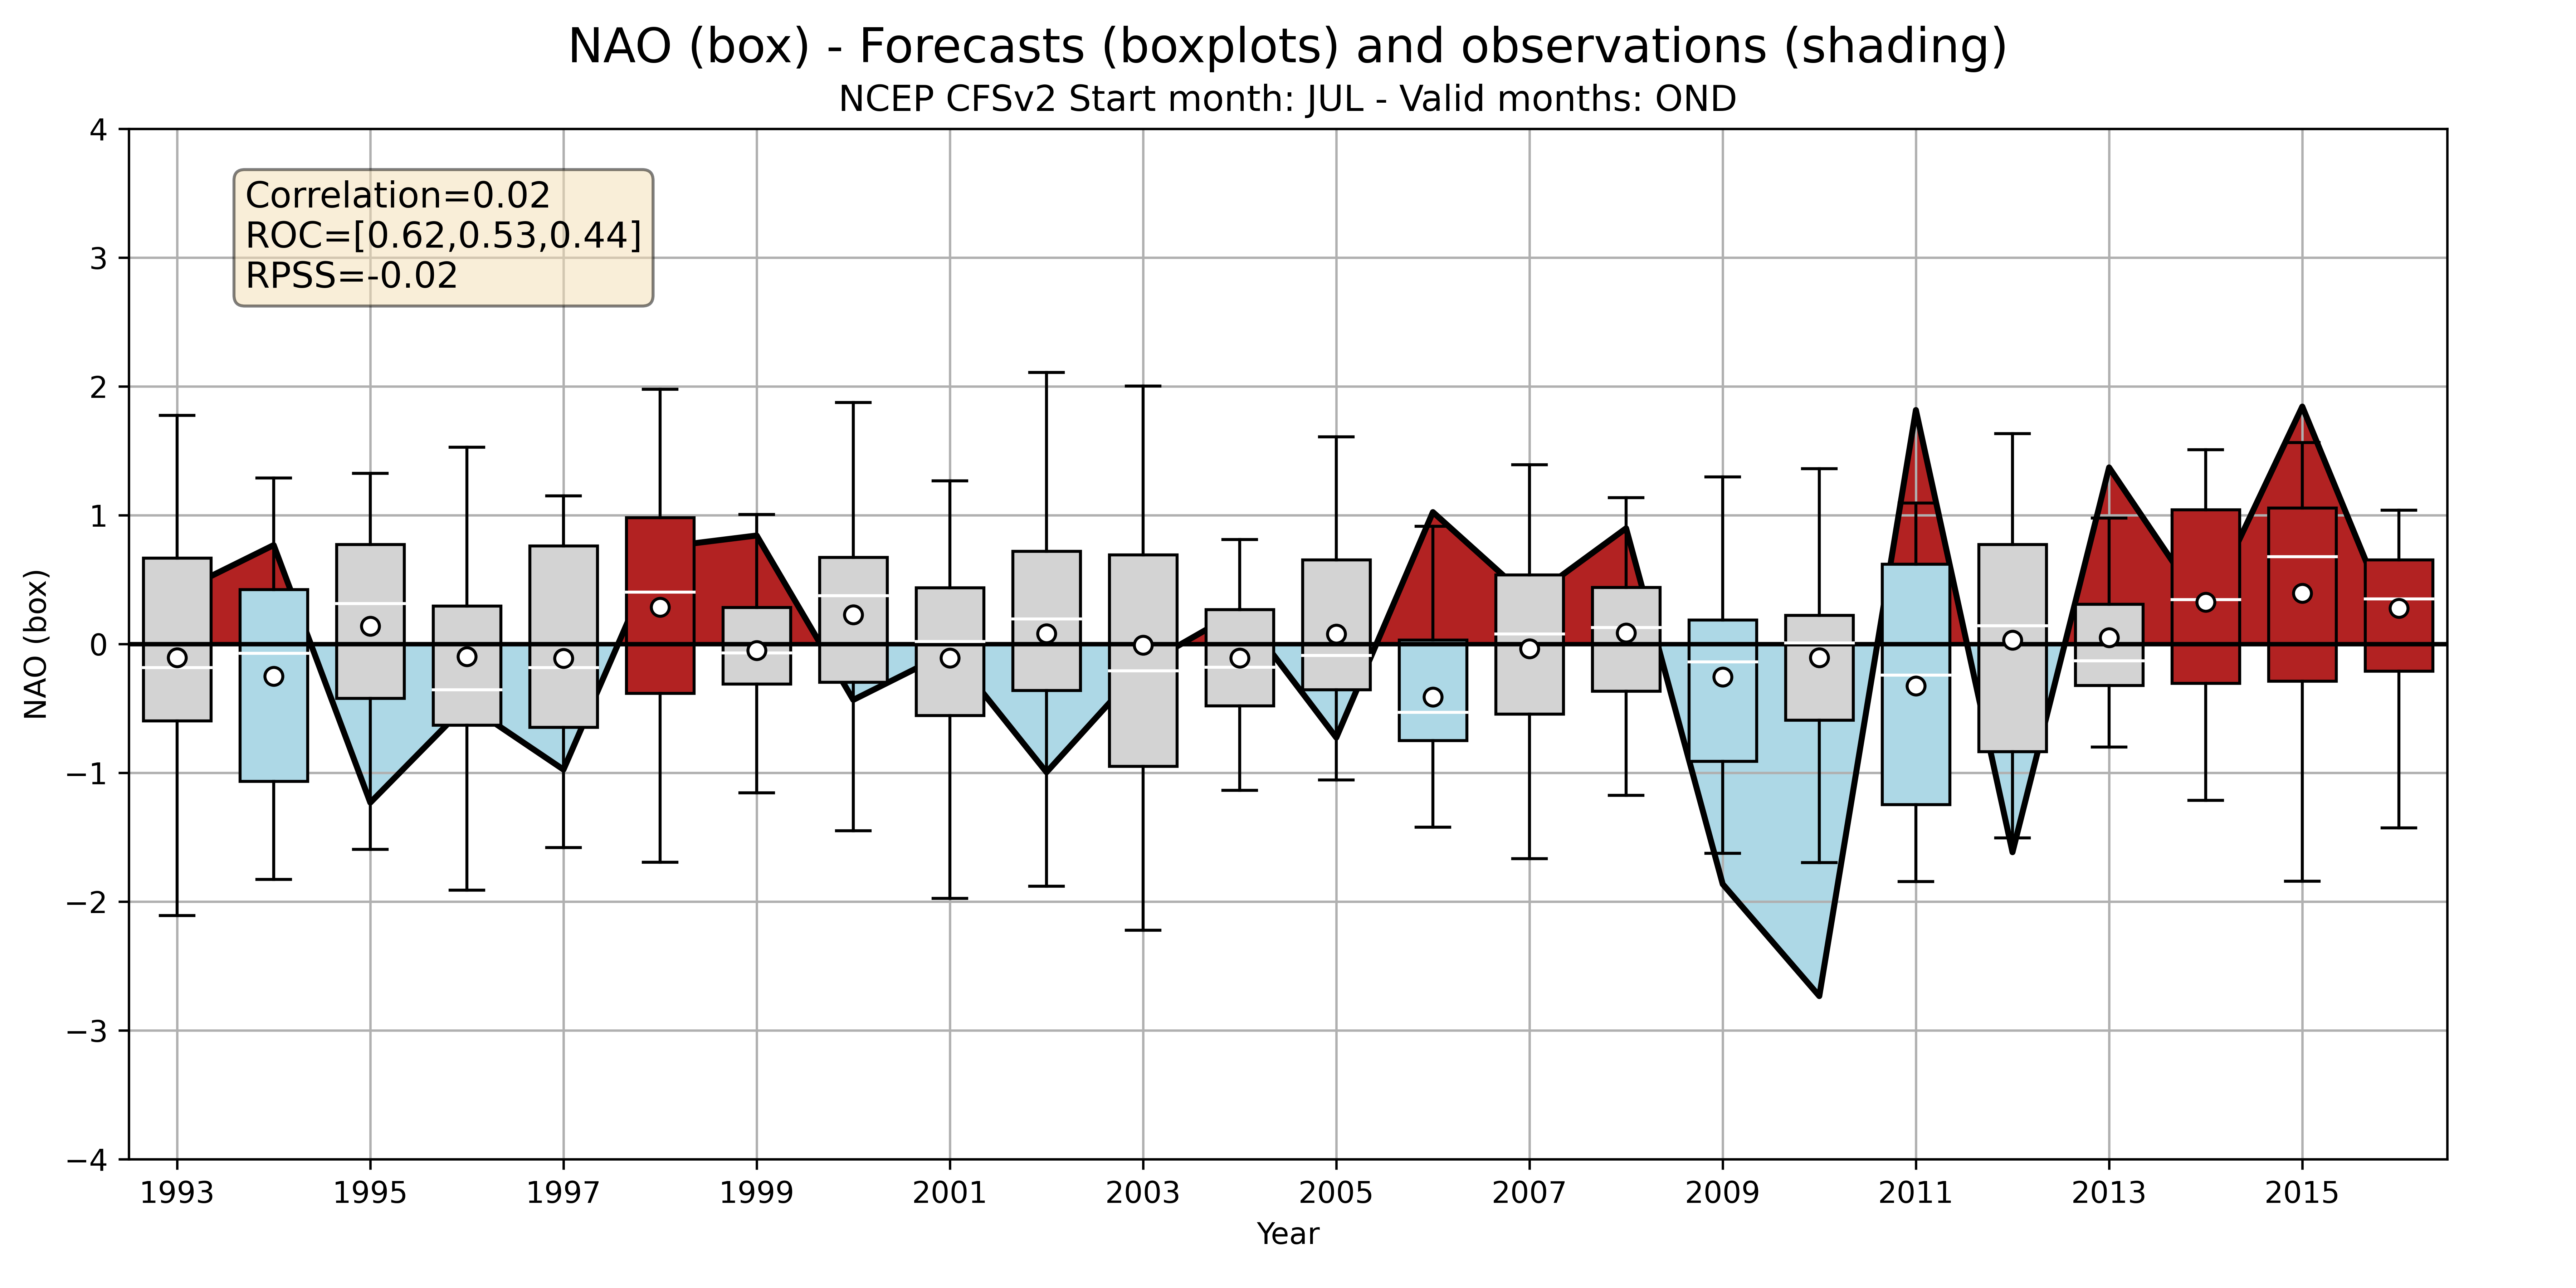 NAO (box) - Forecasts (boxplots) and observations (shading)
NCEP CFSv2 Start month: JUL - Valid months: OND
Correlation=0.02
ROC=[0.62,0.53,0.44]
RPSS=-0.02
NAO (box)
4
3
2
1
0
−1
−2
−3
−4
1993 1995 1997 1999 2001 2003 2005 2007 2009 2011 2013 2015
Year